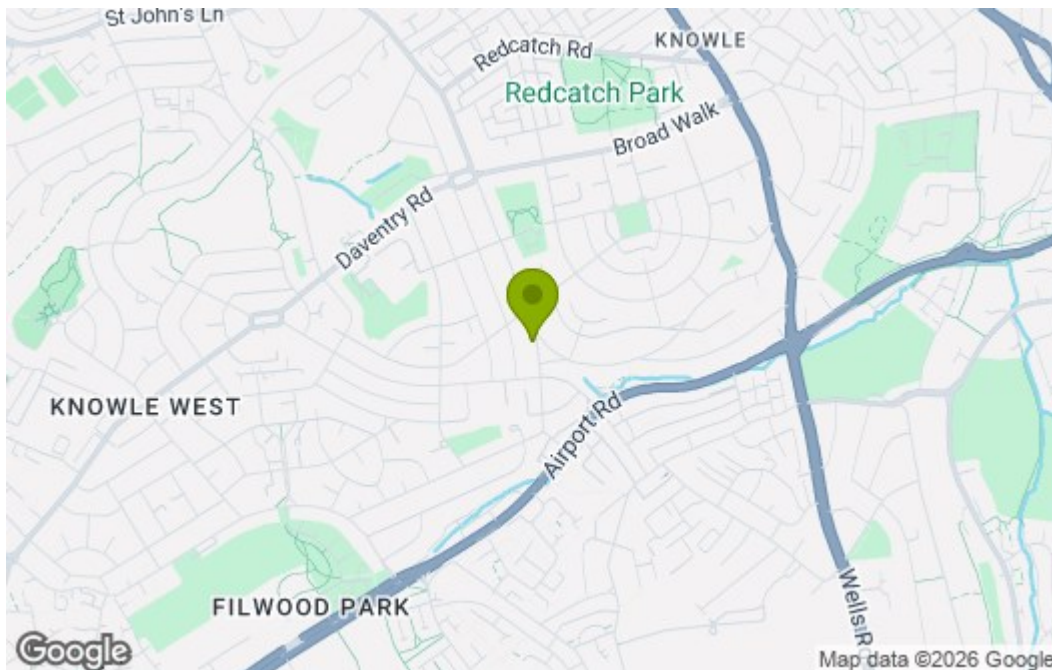 St John's Ln
Redcatch Rd
KNOWLE
Redcatch Park
Broad Walk
Daventry Rd
KNOWLE WEST
Airport Rd
FILWOOD PARK
Wells R
Google
Map data ©2026 Google